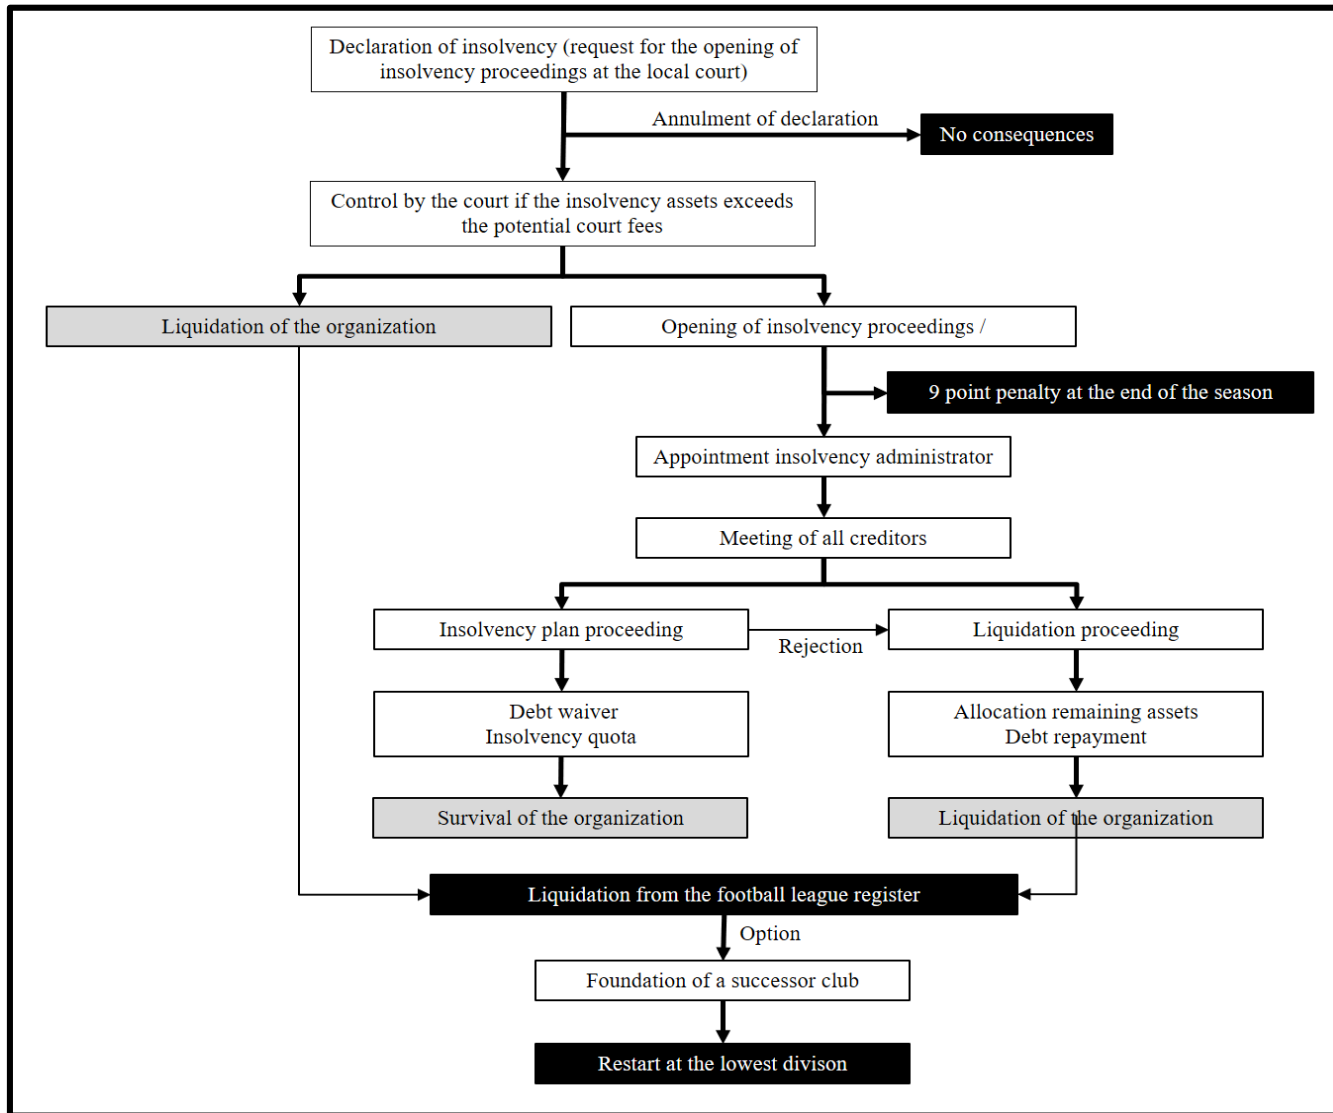 Declaration of insolvency (request for the opening of
insolvency proceedings at the local court)
Annulment of declaration
No consequences
Control by the court if the insolvency assets exceeds
the potential court fees
Liquidation of the organization
Opening of insolvency proceedings /
9 point penalty at the end of the season
Appointment insolvency administrator
Meeting of all creditors
Insolvency plan proceeding
Rejection
Liquidation proceeding
Debt waiver
Insolvency quota
Allocation remaining assets
Debt repayment
Survival of the organization
Liquidation of the organization
Liquidation from the football league register
Option
Foundation of a successor club
Restart at the lowest divison